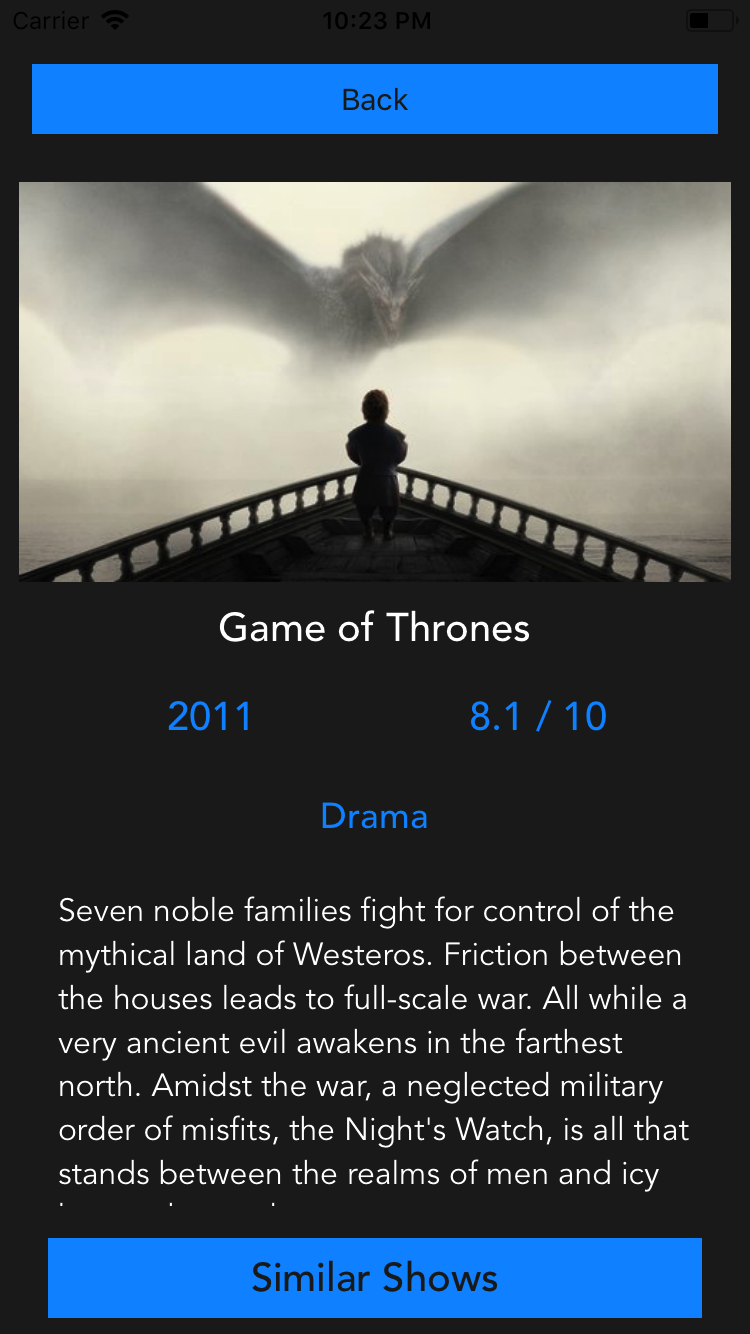 Carrier 10:23 PM
Back
Game of Thrones
2011 8.1 / 10
Drama
Seven noble families fight for control of the
mythical land of Westeros. Friction between
the houses leads to full-scale war. All while a
very ancient evil awakens in the farthest
north. Amidst the war, a neglected military
order of misfits, the Night's Watch, is all that
stands between the realms of men and icy
Similar Shows